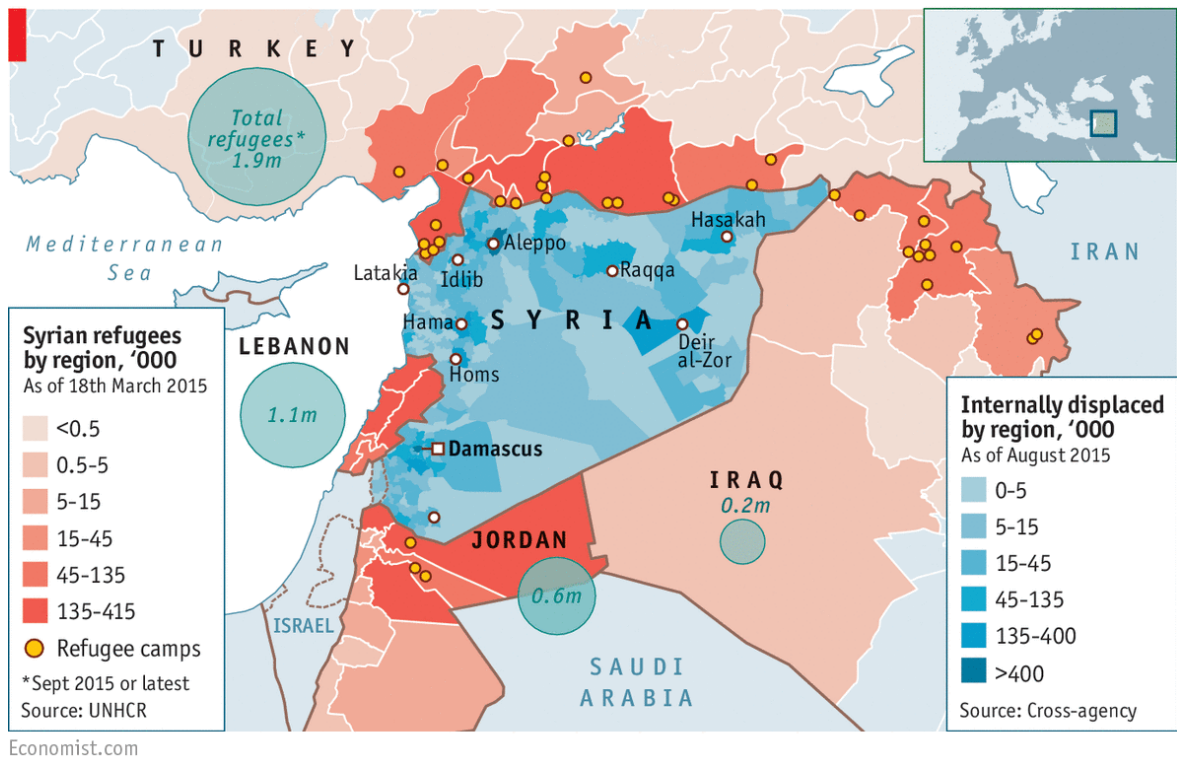 TURKEY
Total
refugees*
1.9m
Mediterranean
Sea
IRAN
Hasakah
Aleppo
Raqqa
Latakia
Idlib
Hama
SYRIA
Deir
al-Zor
Homs
LEBANON
1.1m
Damascus
IRAQ
0.2m
JORDAN
0.6m
ISRAEL
SAUDI
ARABIA
Syrian refugees
by region, ‘000
As of 18th March 2015
<0.5
0.5-5
5-15
15-45
45-135
135-415
Refugee camps
*Sept 2015 or latest
Source: UNHCR
Internally displaced
by region, ‘000
As of August 2015
0-5
5-15
15-45
45-135
135-400
>400
Source: Cross-agency
Economist.com